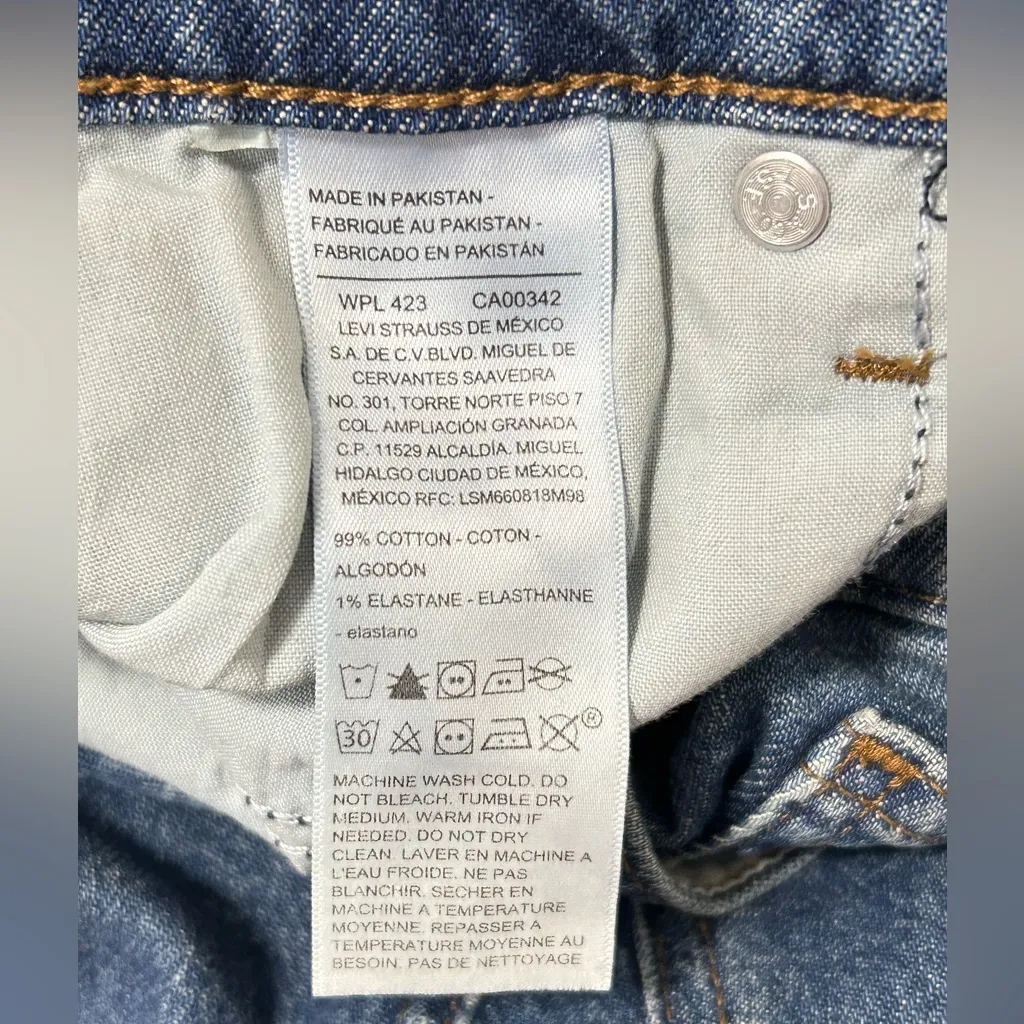 MADE IN PAKISTAN -
FABRIQUÉ AU PAKISTAN -
FABRICADO EN PAKISTÁN
WPL 423 CA00342
LEVI STRAUSS DE MÉXICO
S.A. DE C.V.BLVD. MIGUEL DE
CERVANTES SAAVEDRA
NO. 301, TORRE NORTE PISO 7
COL. AMPLIACIÓN GRANADA
C.P. 11529 ALCALDÍA. MIGUEL
HIDALGO CIUDAD DE MÉXICO,
MÉXICO RFC: LSM660818M98
99% COTTON - COTON -
ALGODÓN
1% ELASTANE - ELASTHANNE
- elastano
30
®
MACHINE WASH COLD. DO
NOT BLEACH. TUMBLE DRY
MEDIUM. WARM IRON IF
NEEDED. DO NOT DRY
CLEAN. LAVER EN MACHINE A
L'EAU FROIDE. NE PAS
BLANCHIR. SECHER EN
MACHINE A TEMPERATURE
MOYENNE. REPASSER A
TEMPERATURE MOYENNE AU
BESOIN. PAS DE NETTOYAGE